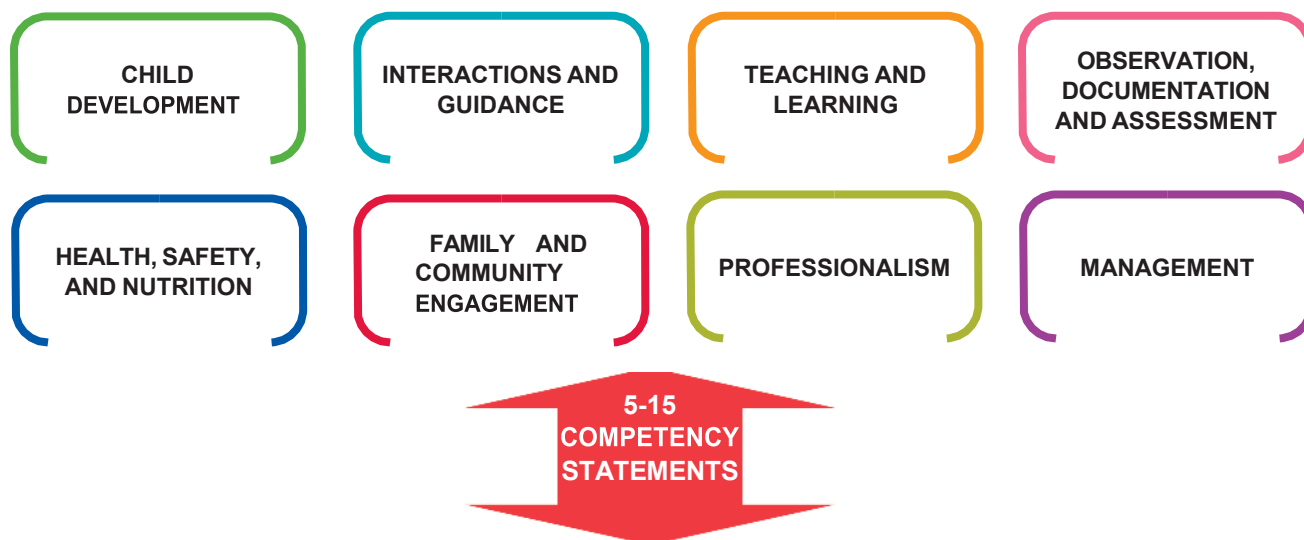 CHILD
DEVELOPMENT
INTERACTIONS AND
GUIDANCE
TEACHING AND
LEARNING
OBSERVATION,
DOCUMENTATION
AND ASSESSMENT
HEALTH, SAFETY,
AND NUTRITION
FAMILY AND
COMMUNITY
ENGAGEMENT
PROFESSIONALISM
MANAGEMENT
5-15
COMPETENCY
STATEMENTS